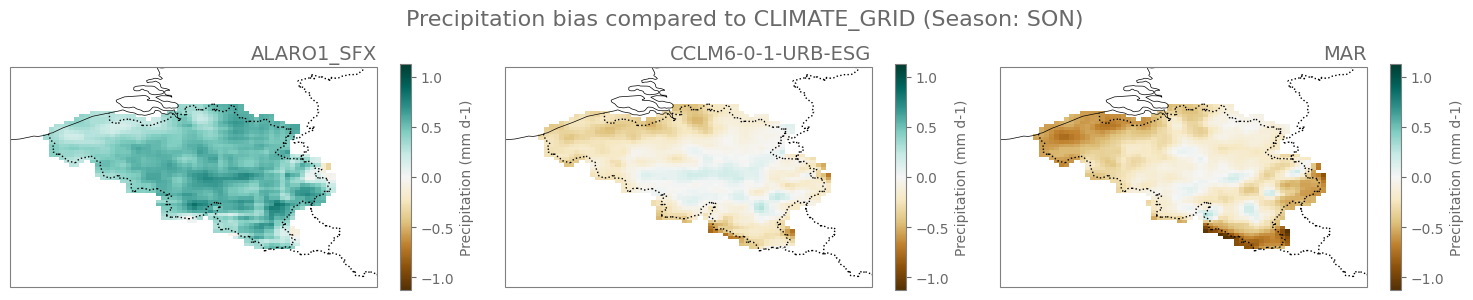 Precipitation bias compared to CLIMATE_GRID (Season: SON)
ALARO1_SFX
1.0
0.5
0.0
−0.5
−1.0
Precipitation (mm d-1)
CCLM6-0-1-URB-ESG
1.0
0.5
0.0
−0.5
−1.0
Precipitation (mm d-1)
MAR
1.0
0.5
0.0
−0.5
−1.0
Precipitation (mm d-1)